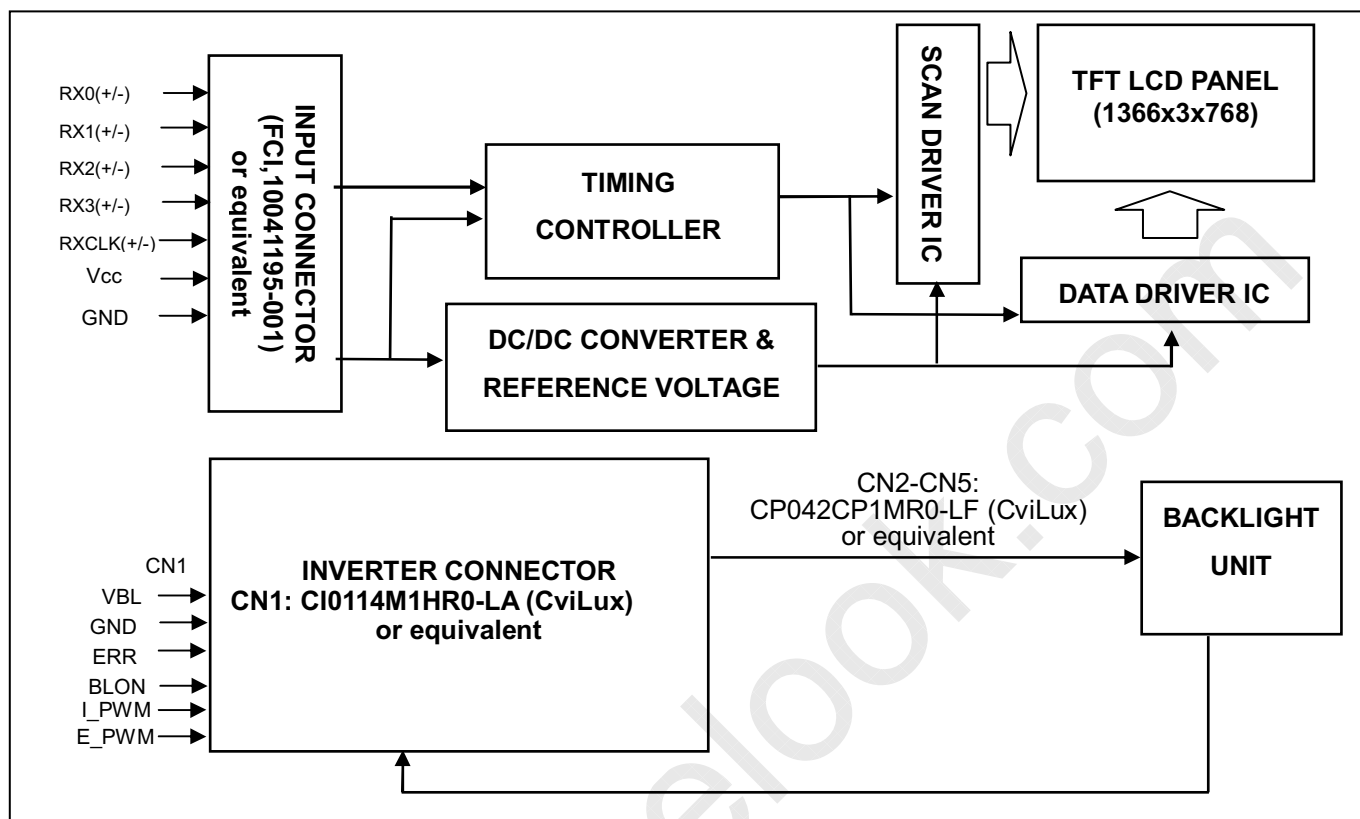 RX0(+/-)
RX1(+/-)
RX2(+/-)
RX3(+/-)
RXCLK(+/-)
Vcc
GND
INPUT CONNECTOR
(FCI,10041195-001)
or equivalent
TIMING
CONTROLLER
DC/DC CONVERTER &
REFERENCE VOLTAGE
SCAN DRIVER IC
TFT LCD PANEL
(1366x3x768)
DATA DRIVER IC
CN1
VBL
GND
ERR
BLON
I_PWM
E_PWM
INVERTER CONNECTOR
CN1: CI0114M1HR0-LA (CviLux)
or equivalent
CN2-CN5:
CP042CP1MR0-LF (CviLux)
or equivalent
BACKLIGHT
UNIT
elook.com